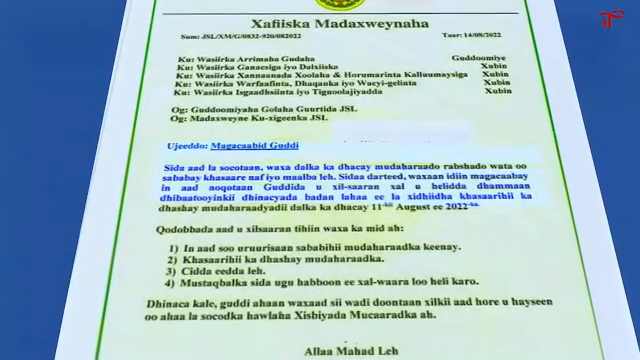 Xafiiska Madaxweynaha
Sum: JSL/XM/G/0832-920/082022 Taar: 14/08/2022
Ku: Wasiirka Arrimaha Gudaha Guddoomiye
Ku: Wasiirka Ganacsiga iyo Dalxiiska Xubin
Ku: Wasiirka Xannaanada Xoolaha & Horumarinta Kalluumaysiga Xubin
Ku: Wasiirka Warfaafinta, Dhaqanka iyo Wacyi-gelinta Xubin
Ku: Wasiirka Isgaadhsiinta iyo Tignoolajiyadda Xubin
Og: Guddoomiyaha Golaha Guurtida JSL
Og: Madaxweyne Ku-xigeenka JSL
Ujeeddo: Magacaabid Guddi
Sida aad la socotaan, waxa dalka ka dhacay mudaharaado rabshado wata oo
sababay khasaare naf iyo maalba leh. Sidaa darteed, waxaan idiin magacaabay
in aad noqotaan Guddida u xil-saaran xal u helidda dhammaan
dhibaatooyinkii dhinacyada badan lahaa ee la xidhiidha khasaarihii ka
dhashay mudaharaadyadii dalka ka dhacay 11-kii August ee 2022-ka.
Qodobbada aad u xilsaaran tihiin waxa ka mid ah:
1) In aad soo uruurisaan sababihii mudaharaadka keenay.
2) Khasaarihii ka dhashay mudaharaadka.
3) Cidda eedda leh.
4) Mustaqbalka sida ugu habboon ee xal-waara loo heli karo.
Dhinaca kale, guddi ahaan waxaad sii wadi doontaan xilkii aad hore u hayseen
oo ahaa la socodka hawlaha Xisbiyada Mucaaradka ah.
Allaa Mahad Leh